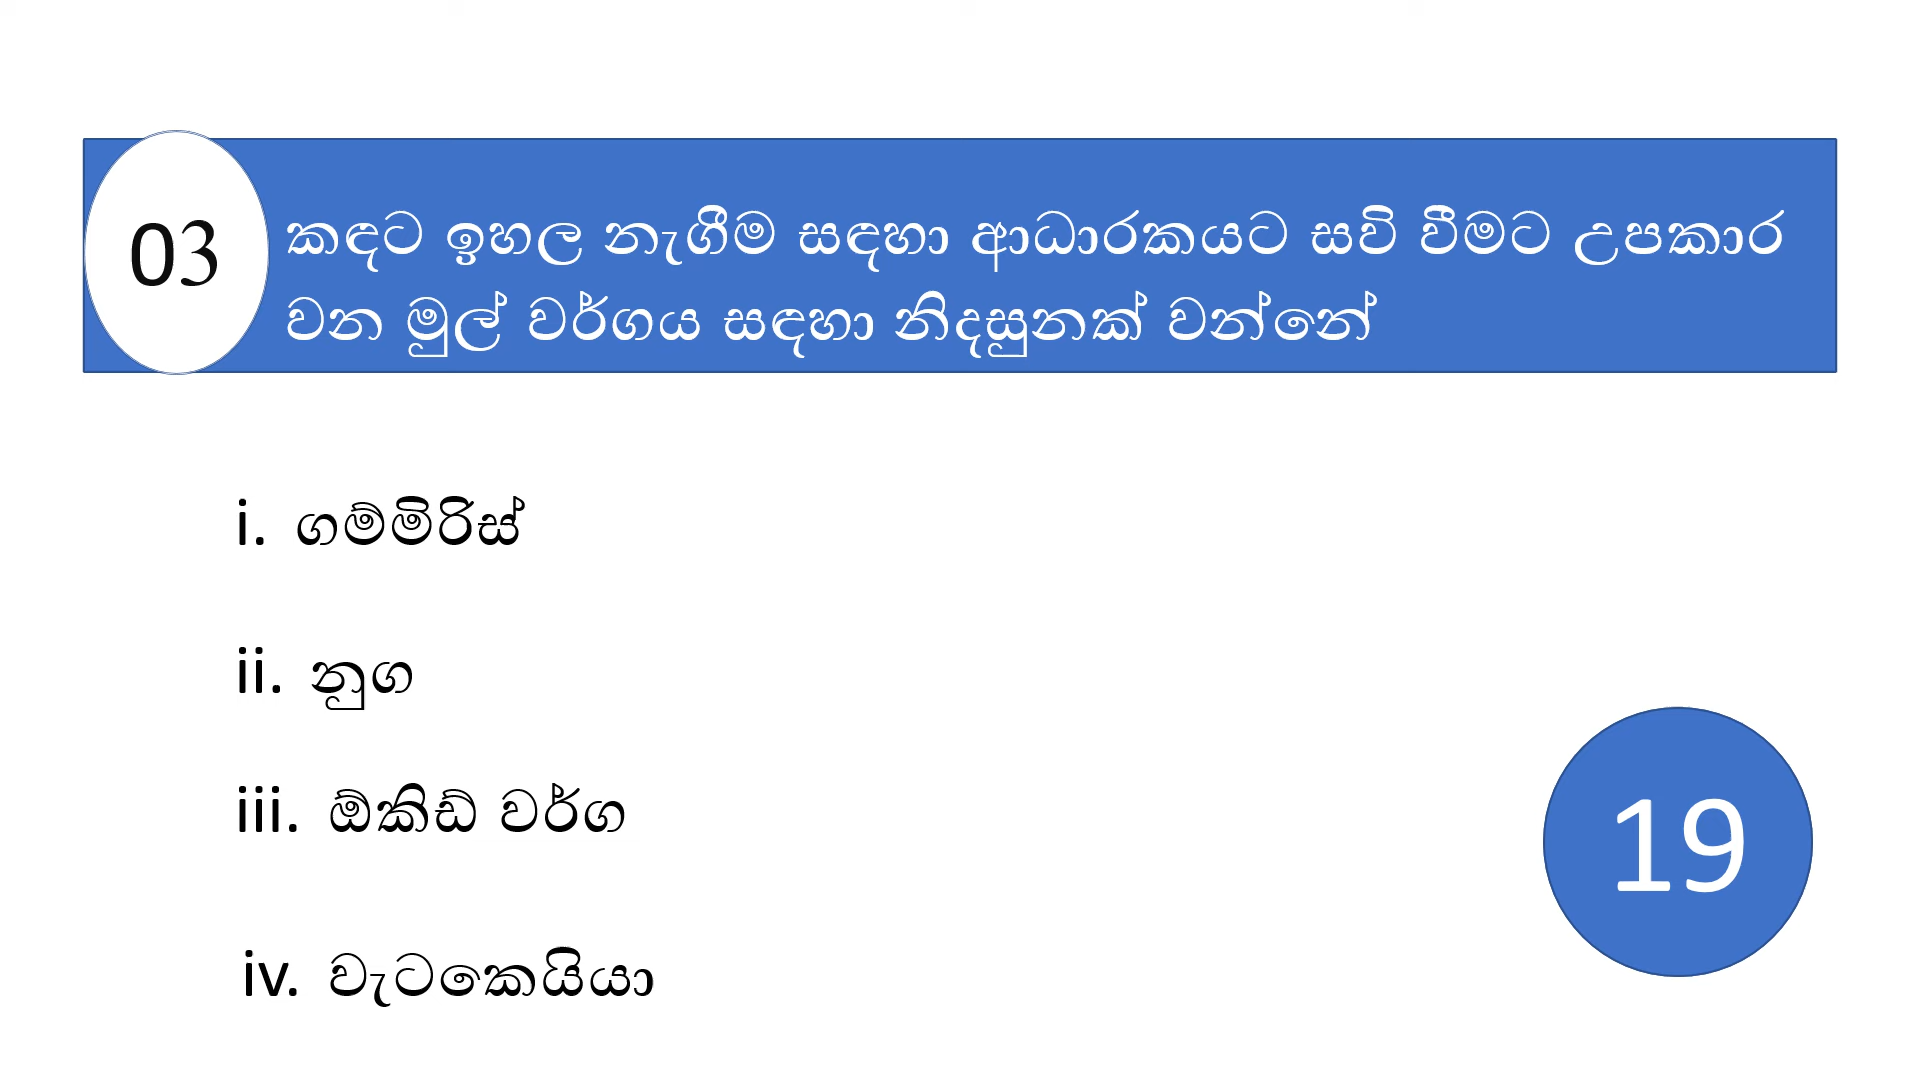 03
කඳට ඉහල නැගීම සඳහා ආධාරකයට සවි වීමට උපකාර
වන මුල් වර්ගය සඳහා නිදසුනක් වන්නේ
i. ගම්මිරිස්
ii. නුග
iii. ඕකිඩ් වර්ග
iv. වැටකෙයියා
19